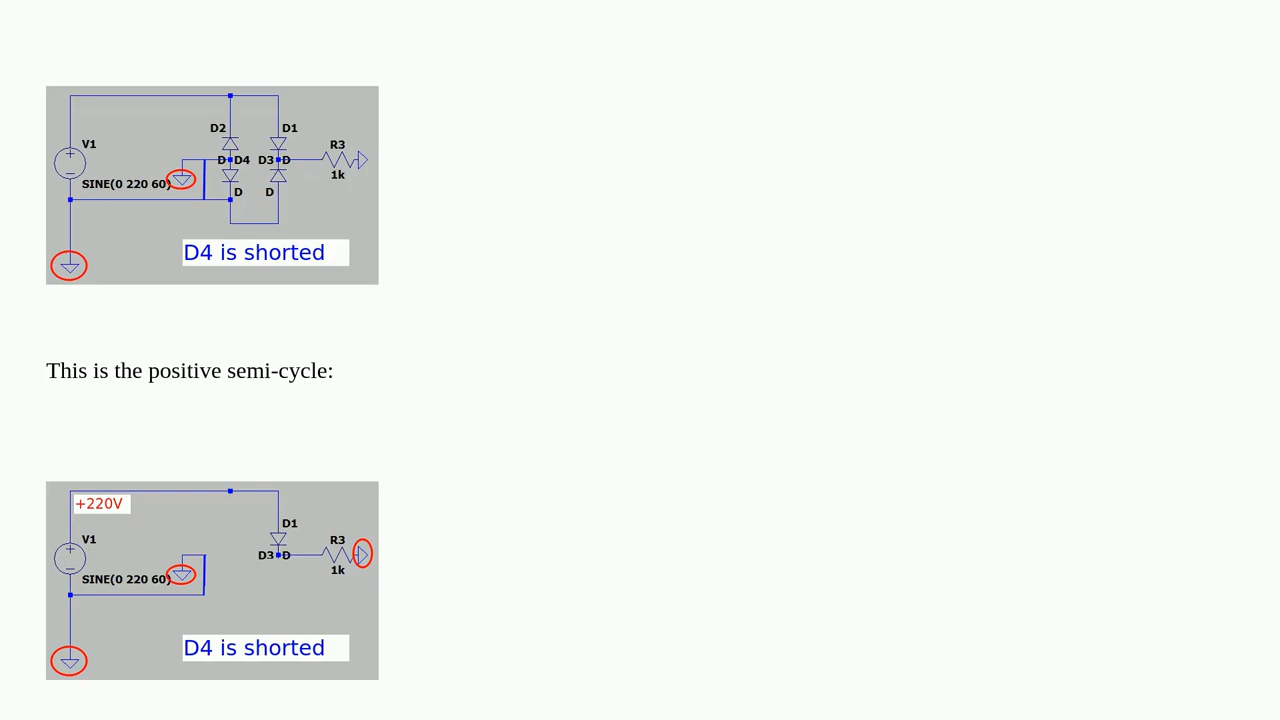 D2
D1
V1
R3
D D4 D3 D
1k
SINE(0 220 60)
D D
D4 is shorted
This is the positive semi-cycle:
+220V
D1
V1
R3
D3 D
1k
SINE(0 220 60)
D4 is shorted